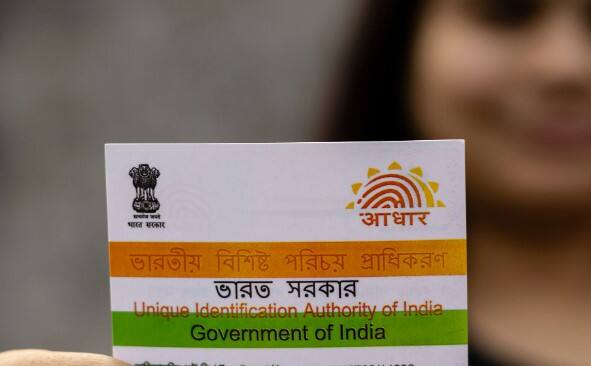 सत्यमेव जयते
भारत सरकार
आधार
ভারতীয় বিশিষ্ট পরিচয় প্রাধিকরণ
ভারত সরকার
Unique Identification Authority of India
Government of India